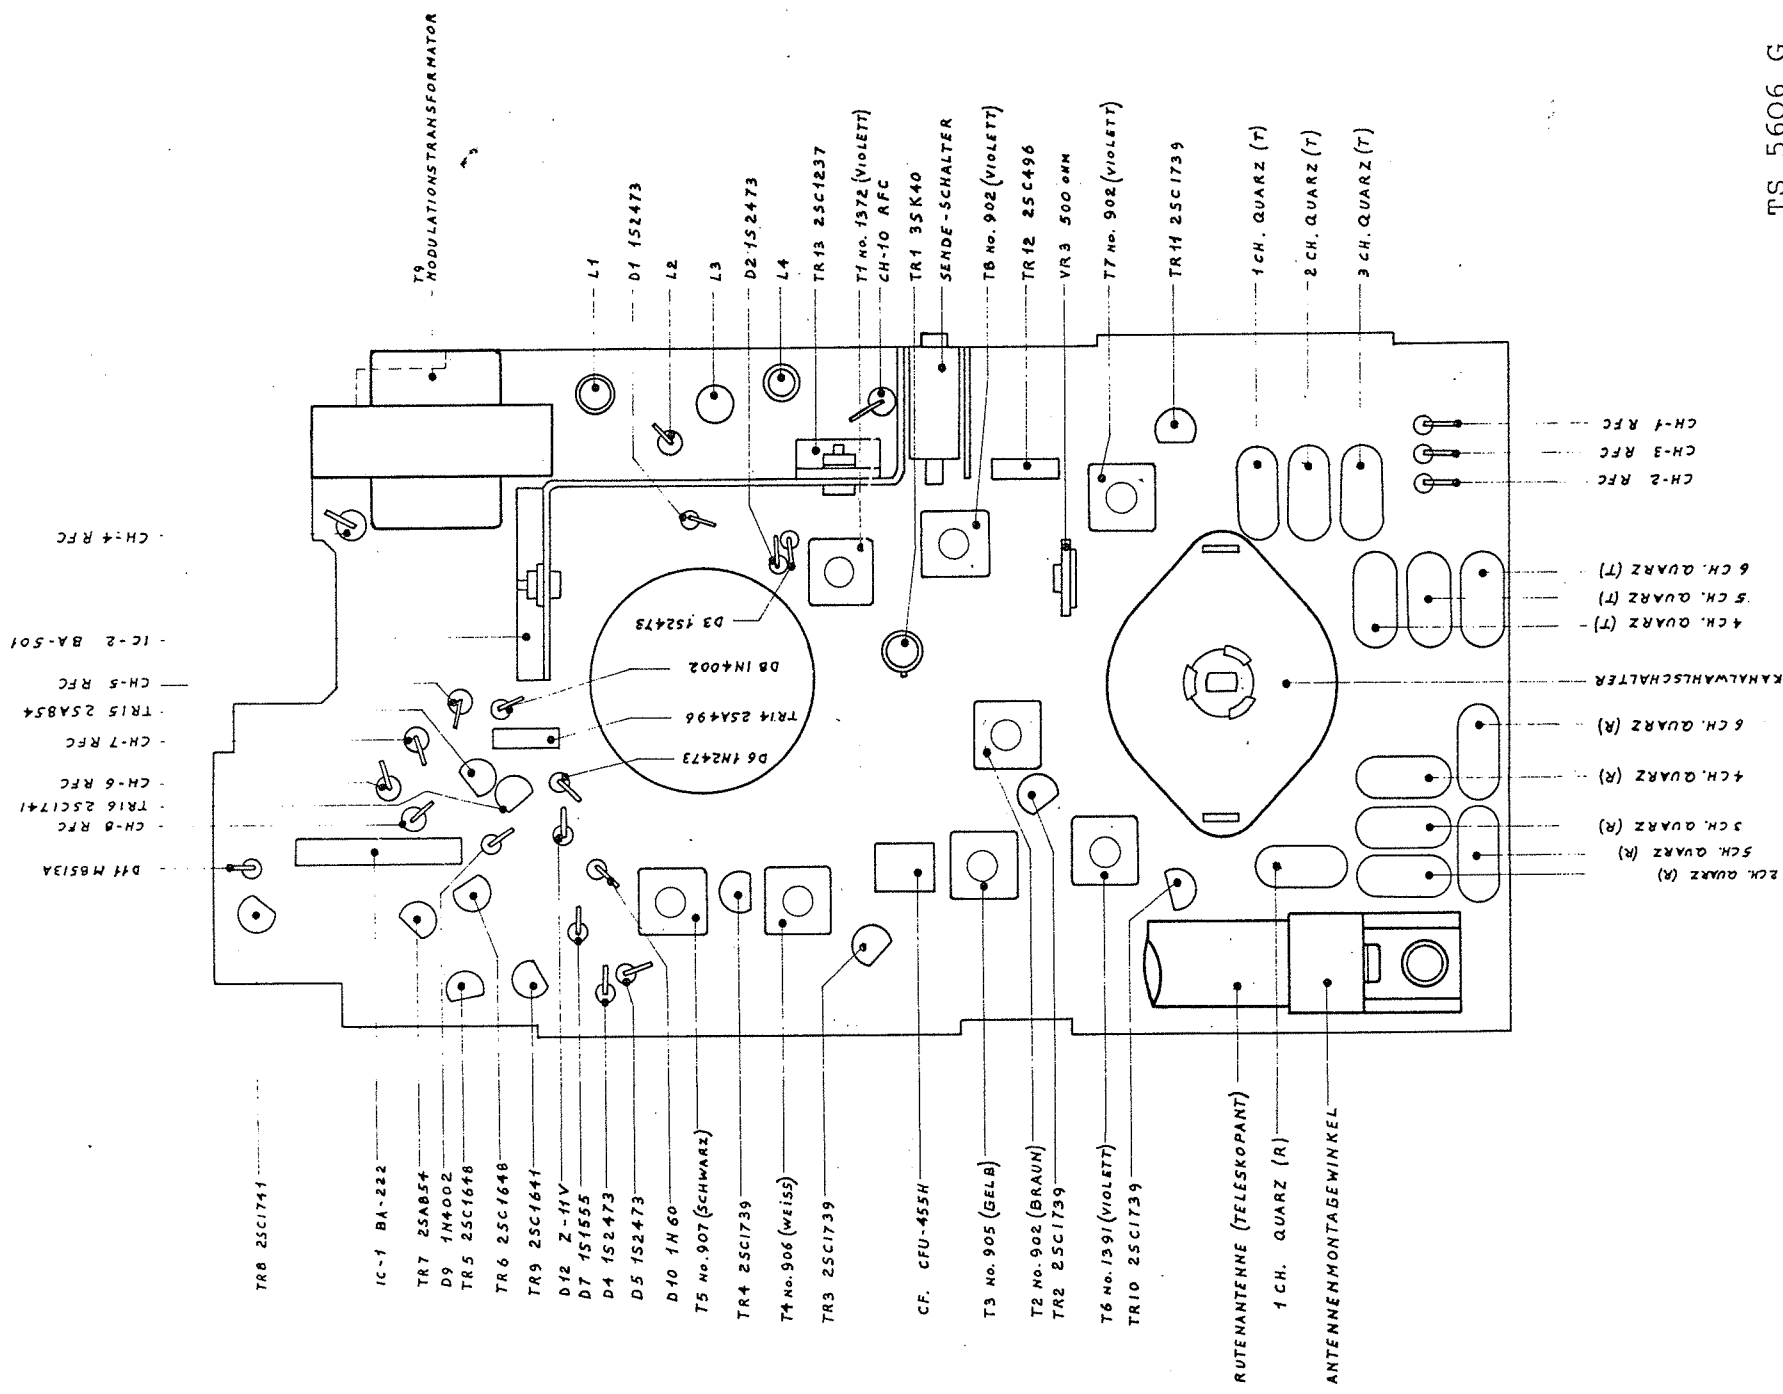 TS 5606 G
T9
MODULATIONSTRANSFORMATOR
L1
D1 1S2473
L2
L3
D2 1S2473
L4
TR13 2SC1237
T1 No. 1372 (VIOLETT)
CH-10 RFC
TR1 3SK40
SENDE-SCHALTER
T8 No. 902 (VIOLETT)
TR12 2SC496
VR3 500 OHM
T7 No. 902 (VIOLETT)
TR11 2SC1739
1 CH. QUARZ (T)
2 CH. QUARZ (T)
3 CH. QUARZ (T)
CH-1 RFC
CH-3 RFC
CH-2 RFC
6 CH. QUARZ (T)
5 CH. QUARZ (T)
4 CH. QUARZ (T)
KANALWAHLSCHALTER
6 CH. QUARZ (R)
4 CH. QUARZ (R)
3 CH. QUARZ (R)
5 CH. QUARZ (R)
2 CH. QUARZ (R)
CH-4 RFC
IC-2 BA-501
CH-5 RFC
TR15 2SA854
CH-7 RFC
CH-6 RFC
TR16 2SC1741
CH-8 RFC
D11 MB513A
D3 1S2473
D8 1N4002
TR14 2SA496
D6 1N2473
TR8 2SC1741
IC-1 BA-222
TR7 2SA854
D9 1N4002
TR5 2SC1648
TR6 2SC1648
TR9 2SC1641
D12 Z-11V
D7 1S1555
D4 1S2473
D5 1S2473
D10 1N60
T5 No. 907 (SCHWARZ)
TR4 2SC1739
T4 No. 906 (WEISS)
TR3 2SC1739
CF. CFU-455H
T3 No. 905 (GELB)
T2 No. 902 (BRAUN)
TR2 2SC1739
T6 No. 1391 (VIOLETT)
TR10 2SC1739
RUTENANTENNE (TELESKOPANT)
1 CH. QUARZ (R)
ANTENNENMONTAGEWINKEL